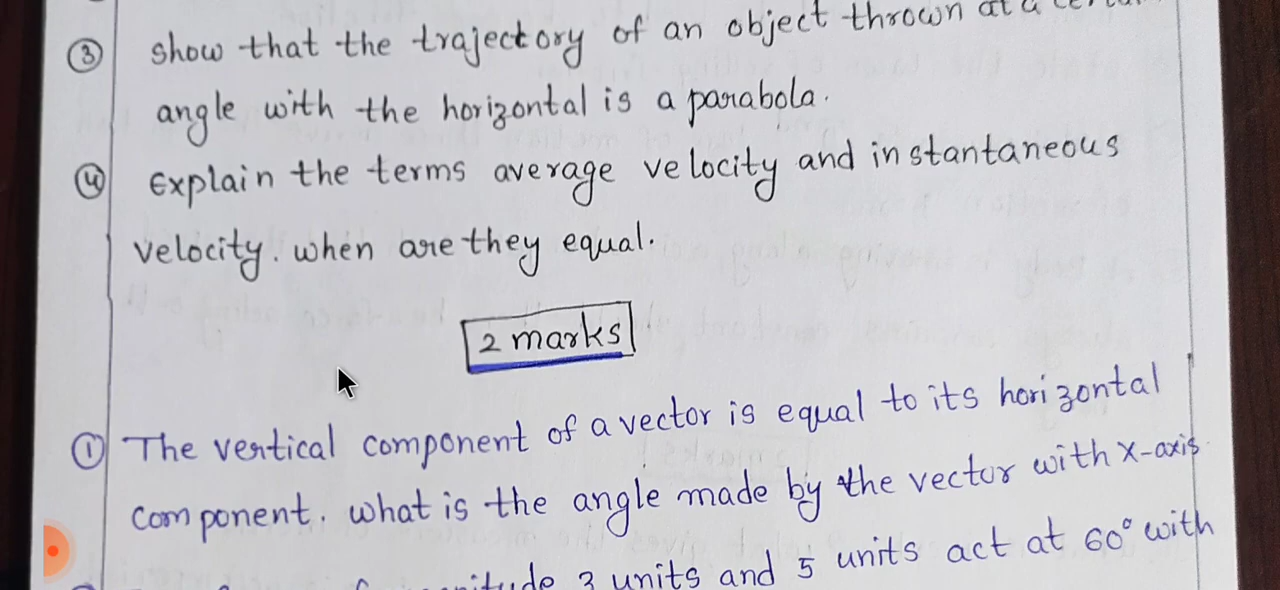 ③ show that the trajectory of an object thrown at a
angle with the horizontal is a parabola.
④ Explain the terms average velocity and instantaneous
velocity. when are they equal.
2 marks
① The vertical component of a vector is equal to its horizontal
component. what is the angle made by the vector with X-axis
3 units and 5 units act at 60° with